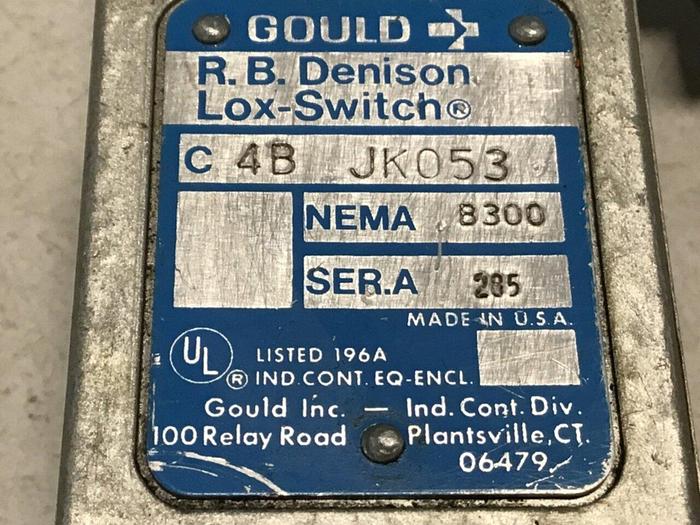 GOULD
R. B. Denison
Lox-Switch®
C 4B JK053
NEMA B300
SER.A 285
MADE IN U.S.A.
UL ® LISTED 196A
IND. CONT. EQ-ENCL.
Gould Inc. — Ind. Cont. Div.
100 Relay Road Plantsville, CT.
06479